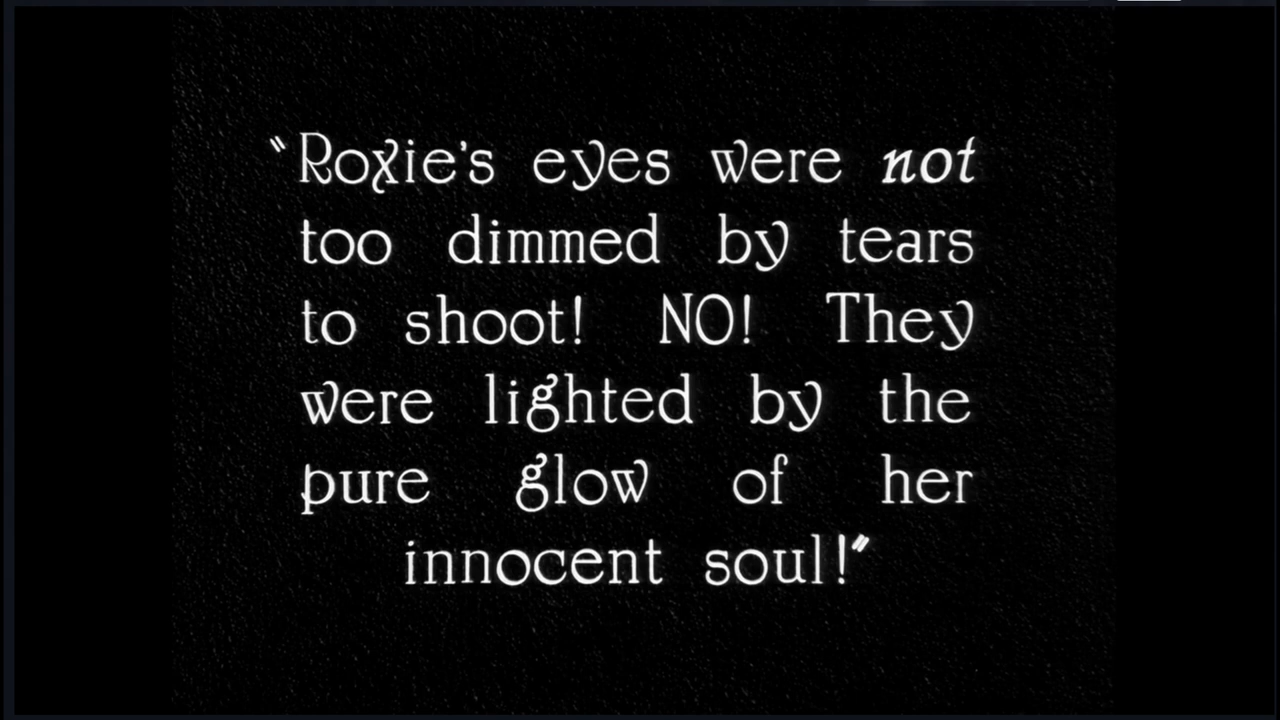 "Roxie's eyes were not
too dimmed by tears
to shoot! NO! They
were lighted by the
pure glow of her
innocent soul!"